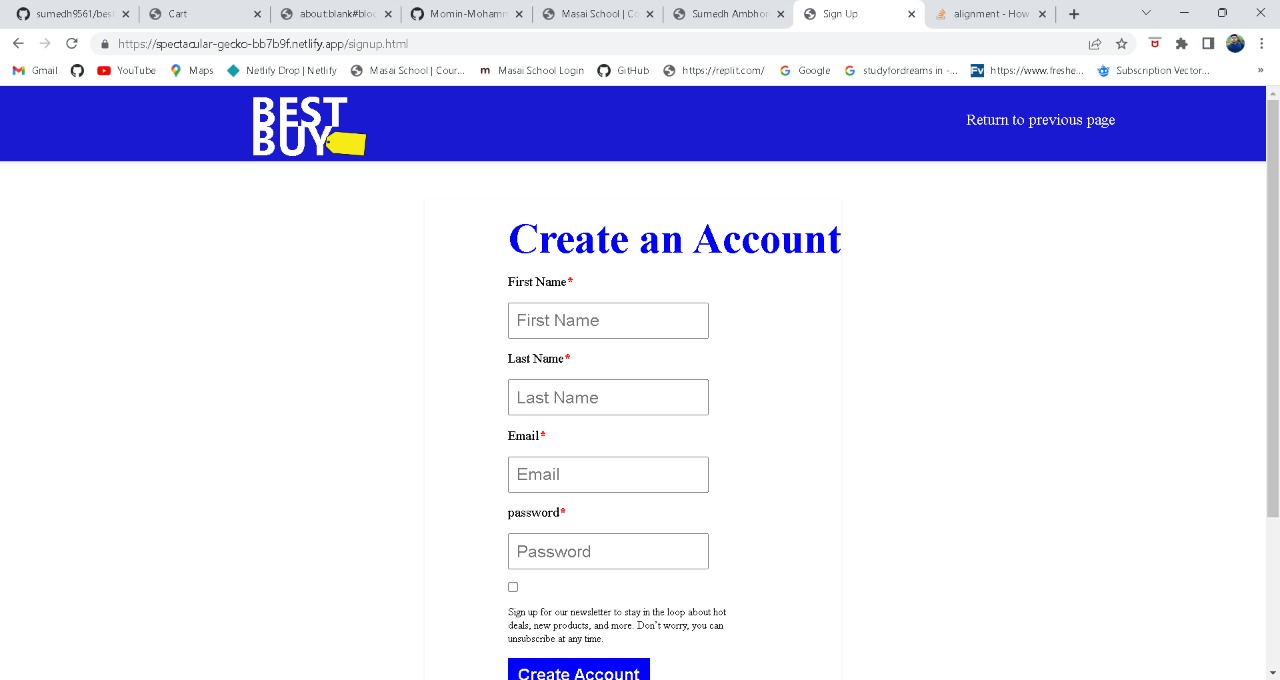 sumedh9561/best
Cart
about:blank#bloc
Momin-Mohamm
Masai School | Co
Sumedh Ambhor
Sign Up
alignment - How
https://spectacular-gecko-bb7b9f.netlify.app/signup.html
Gmail
YouTube
Maps
Netlify Drop | Netlify
Masai School | Cour...
Masai School Login
GitHub
https://replit.com/
Google
studyfordreams in -...
https://www.freshe...
Subscription Vector...
»
BEST
BUY
Return to previous page
Create an Account
First Name*
First Name
Last Name*
Last Name
Email*
Email
password*
Password
Sign up for our newsletter to stay in the loop about hot
deals, new products, and more. Don't worry, you can
unsubscribe at any time.
Create Account